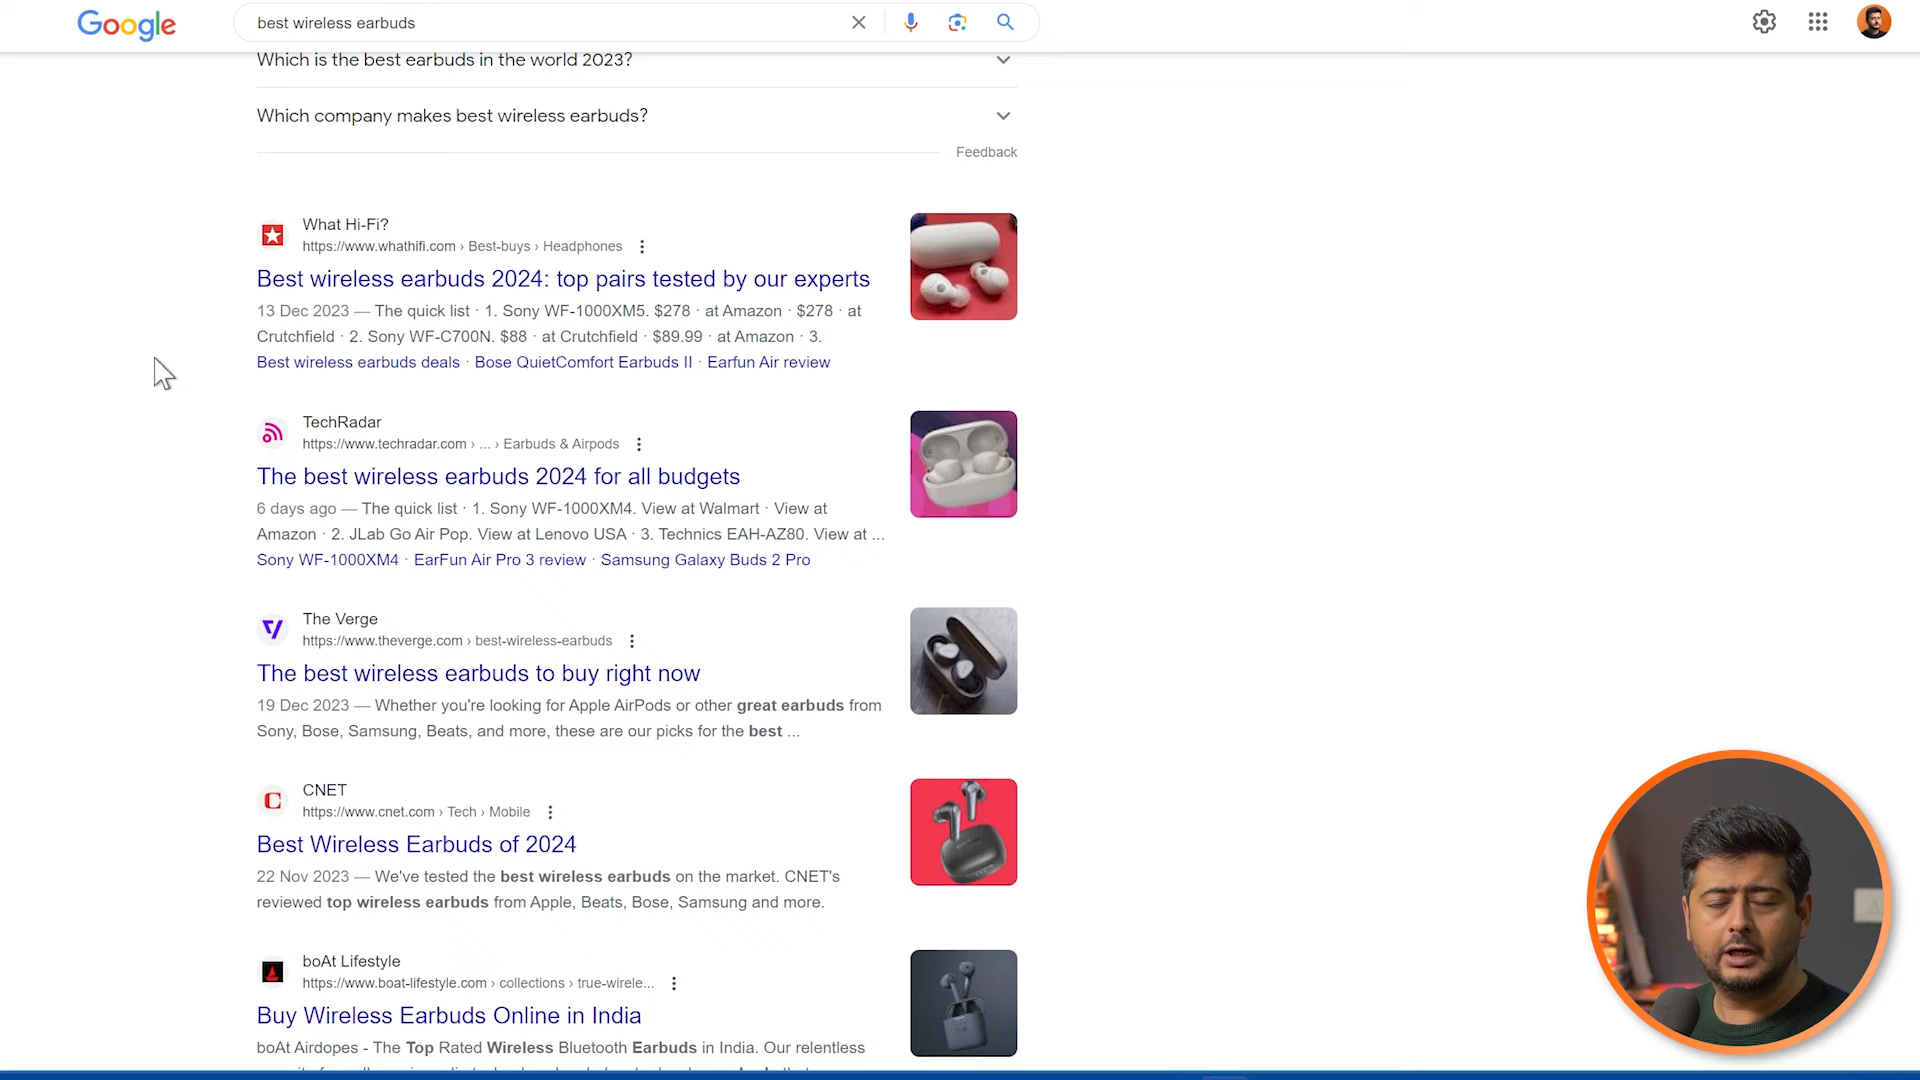 Google
best wireless earbuds
Which is the best earbuds in the world 2023?
Which company makes best wireless earbuds?
Feedback
What Hi-Fi?
https://www.whathifi.com › Best-buys › Headphones
Best wireless earbuds 2024: top pairs tested by our experts
13 Dec 2023 — The quick list · 1. Sony WF-1000XM5. $278 · at Amazon · $278 · at
Crutchfield · 2. Sony WF-C700N. $88 · at Crutchfield · $89.99 · at Amazon · 3.
Best wireless earbuds deals · Bose QuietComfort Earbuds II · Earfun Air review
TechRadar
https://www.techradar.com › ... › Earbuds & Airpods
The best wireless earbuds 2024 for all budgets
6 days ago — The quick list · 1. Sony WF-1000XM4. View at Walmart · View at
Amazon · 2. JLab Go Air Pop. View at Lenovo USA · 3. Technics EAH-AZ80. View at ...
Sony WF-1000XM4 · EarFun Air Pro 3 review · Samsung Galaxy Buds 2 Pro
The Verge
https://www.theverge.com › best-wireless-earbuds
The best wireless earbuds to buy right now
19 Dec 2023 — Whether you're looking for Apple AirPods or other great earbuds from
Sony, Bose, Samsung, Beats, and more, these are our picks for the best ...
CNET
https://www.cnet.com › Tech › Mobile
Best Wireless Earbuds of 2024
22 Nov 2023 — We've tested the best wireless earbuds on the market. CNET's
reviewed top wireless earbuds from Apple, Beats, Bose, Samsung and more.
boAt Lifestyle
https://www.boat-lifestyle.com › collections › true-wirele...
Buy Wireless Earbuds Online in India
boAt Airdopes - The Top Rated Wireless Bluetooth Earbuds in India. Our relentless